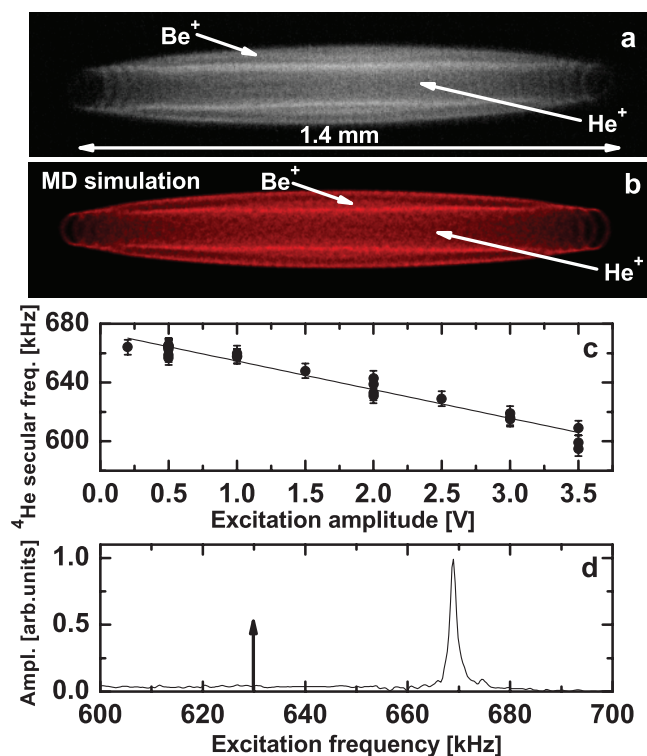 a
Be⁺
He⁺
1.4 mm
MD simulation
b
Be⁺
He⁺
⁴He secular freq. [kHz]
680
640
600
c
0.0 0.5 1.0 1.5 2.0 2.5 3.0 3.5
Excitation amplitude [V]
Ampl. [arb.units]
1.0
0.5
0.0
d
600 620 640 660 680 700
Excitation frequency [kHz]